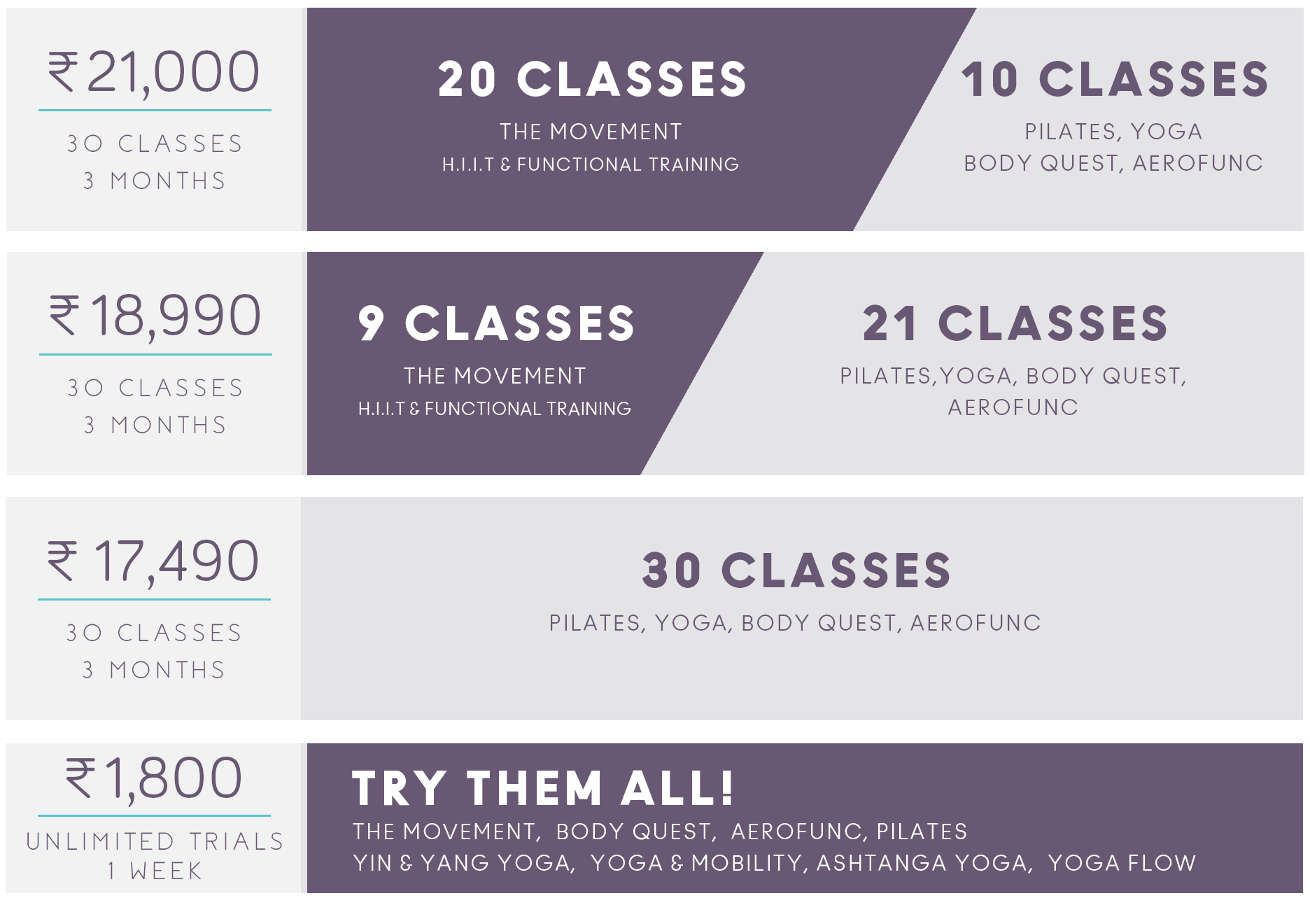 ₹21,000
30 CLASSES
3 MONTHS
20 CLASSES
THE MOVEMENT
H.I.I.T & FUNCTIONAL TRAINING
10 CLASSES
PILATES, YOGA
BODY QUEST, AEROFUNC
₹18,990
30 CLASSES
3 MONTHS
9 CLASSES
THE MOVEMENT
H.I.I.T & FUNCTIONAL TRAINING
21 CLASSES
PILATES,YOGA, BODY QUEST,
AEROFUNC
₹ 17,490
30 CLASSES
3 MONTHS
30 CLASSES
PILATES, YOGA, BODY QUEST, AEROFUNC
₹1,800
UNLIMITED TRIALS
1 WEEK
TRY THEM ALL!
THE MOVEMENT, BODY QUEST, AEROFUNC, PILATES
YIN & YANG YOGA, YOGA & MOBILITY, ASHTANGA YOGA, YOGA FLOW